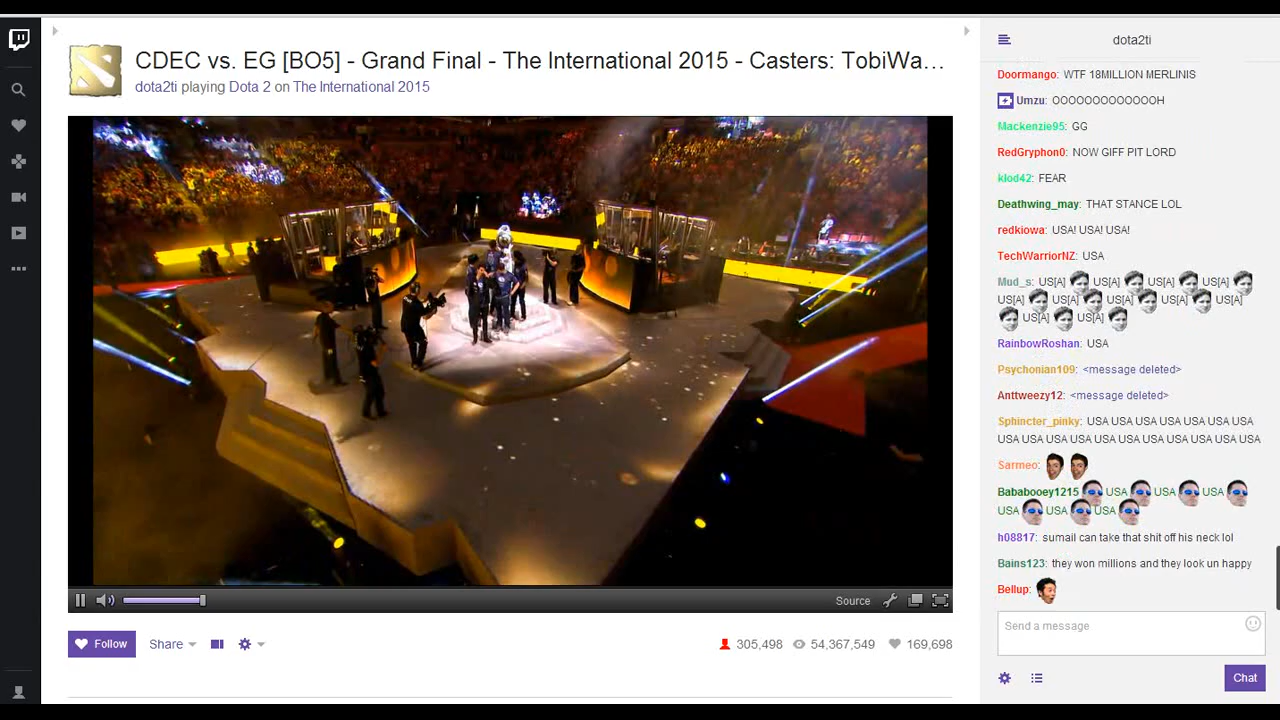 CDEC vs. EG [BO5] - Grand Final - The International 2015 - Casters: TobiWa...
dota2ti playing Dota 2 on The International 2015
Source
Follow
Share
305,498
54,367,549
169,698
dota2ti
Doormango: WTF 18MILLION MERLINIS
Umzu: OOOOOOOOOOOOOH
Mackenzie95: GG
RedGryphon0: NOW GIFF PIT LORD
klod42: FEAR
Deathwing_may: THAT STANCE LOL
redkiowa: USA! USA! USA!
TechWarriorNZ: USA
Mud_s: US[A] US[A] US[A] US[A]
US[A] US[A] US[A] US[A] US[A]
US[A] US[A]
RainbowRoshan: USA
Psychonian109: <message deleted>
Anttweezy12: <message deleted>
Sphincter_pinky: USA USA USA USA USA USA USA
USA USA USA USA USA USA USA USA USA USA USA
Sarmeo:
Bababooey1215 USA USA USA
USA USA USA
h08817: sumail can take that shit off his neck lol
Bains123: they won millions and they look un happy
Bellup:
Send a message
Chat